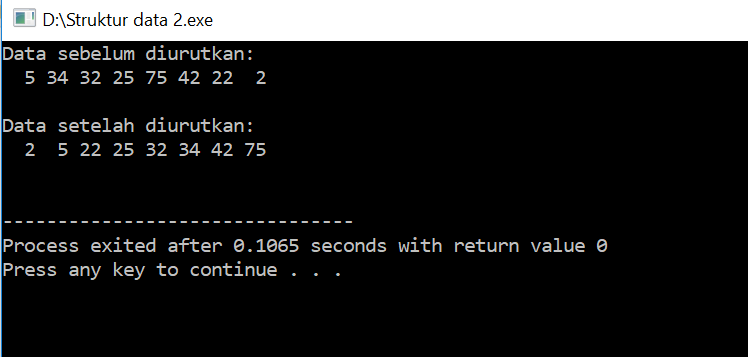 D:\Struktur data 2.exe
Data sebelum diurutkan:
  5 34 32 25 75 42 22  2
Data setelah diurutkan:
  2  5 22 25 32 34 42 75
--------------------------------
Process exited after 0.1065 seconds with return value 0
Press any key to continue . . .